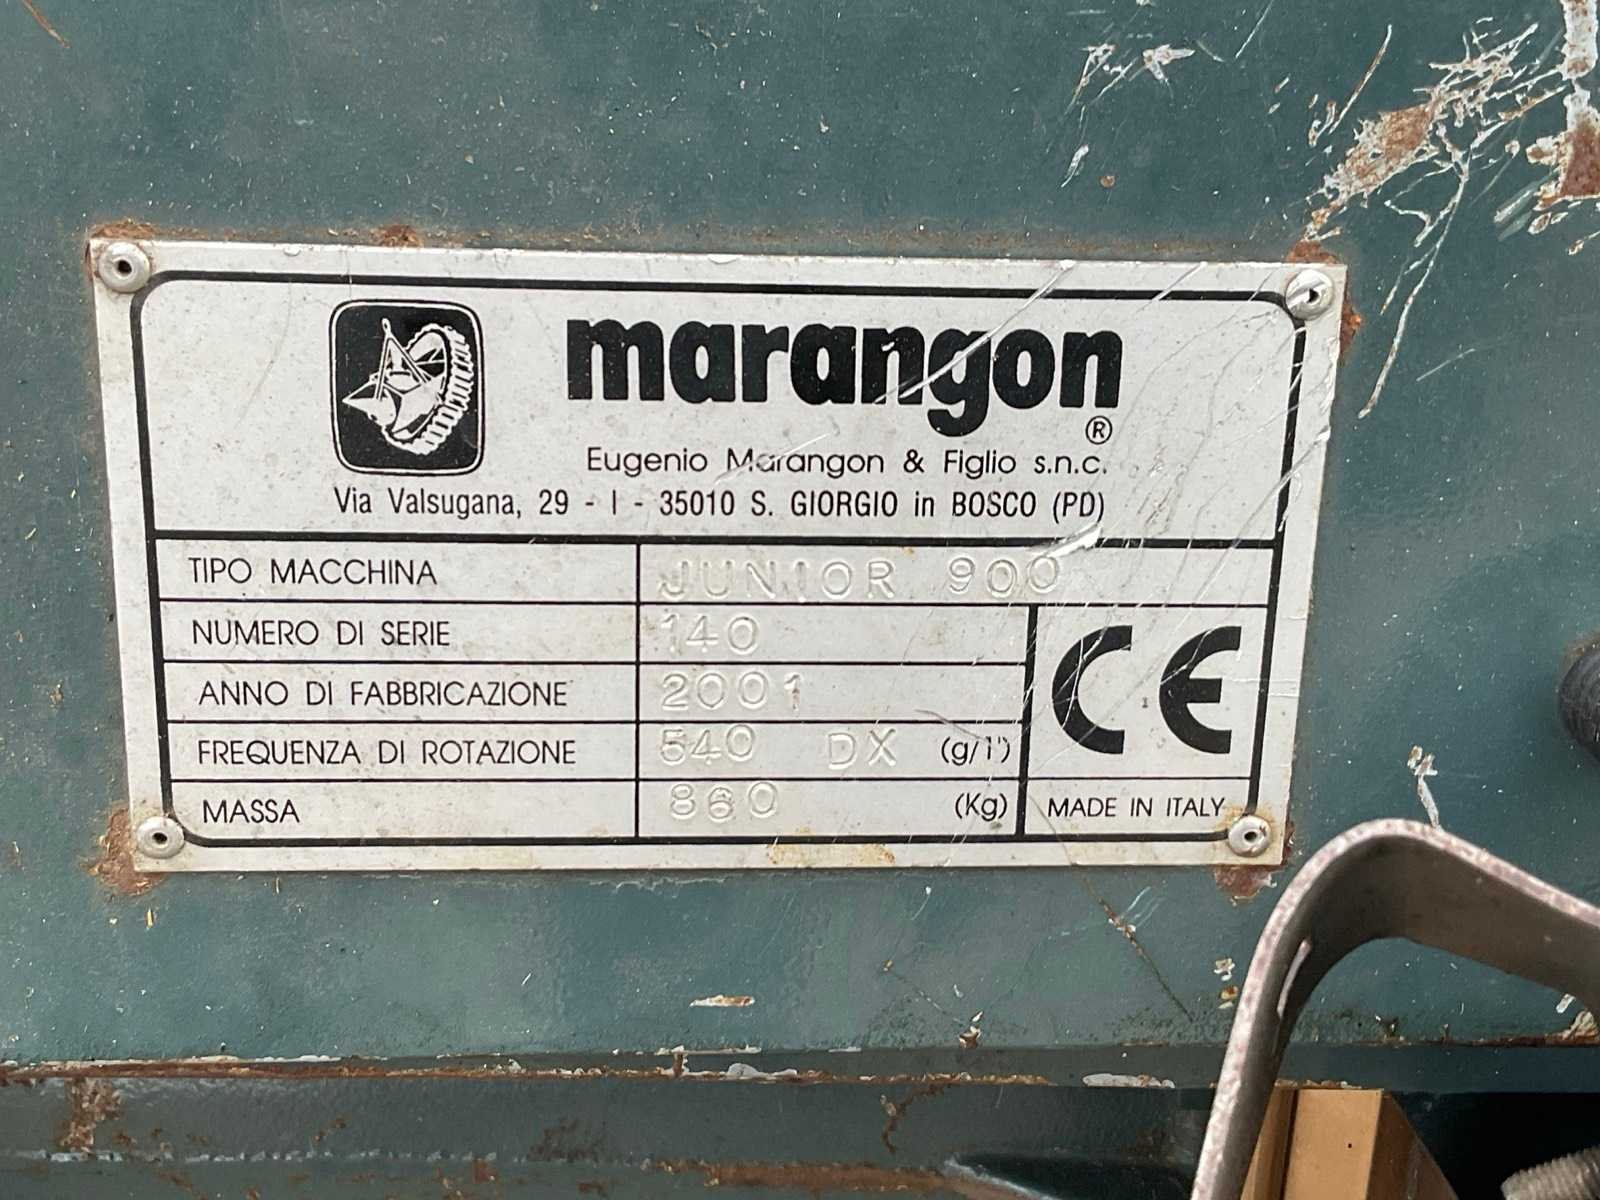 marangon®
Eugenio Marangon & Figlio s.n.c.
Via Valsugana, 29 - I - 35010 S. GIORGIO in BOSCO (PD)
TIPO MACCHINA JUNIOR 900
NUMERO DI SERIE 140
ANNO DI FABBRICAZIONE 2001
FREQUENZA DI ROTAZIONE 540 DX (g/1')
MASSA 860 (Kg)
CE
MADE IN ITALY